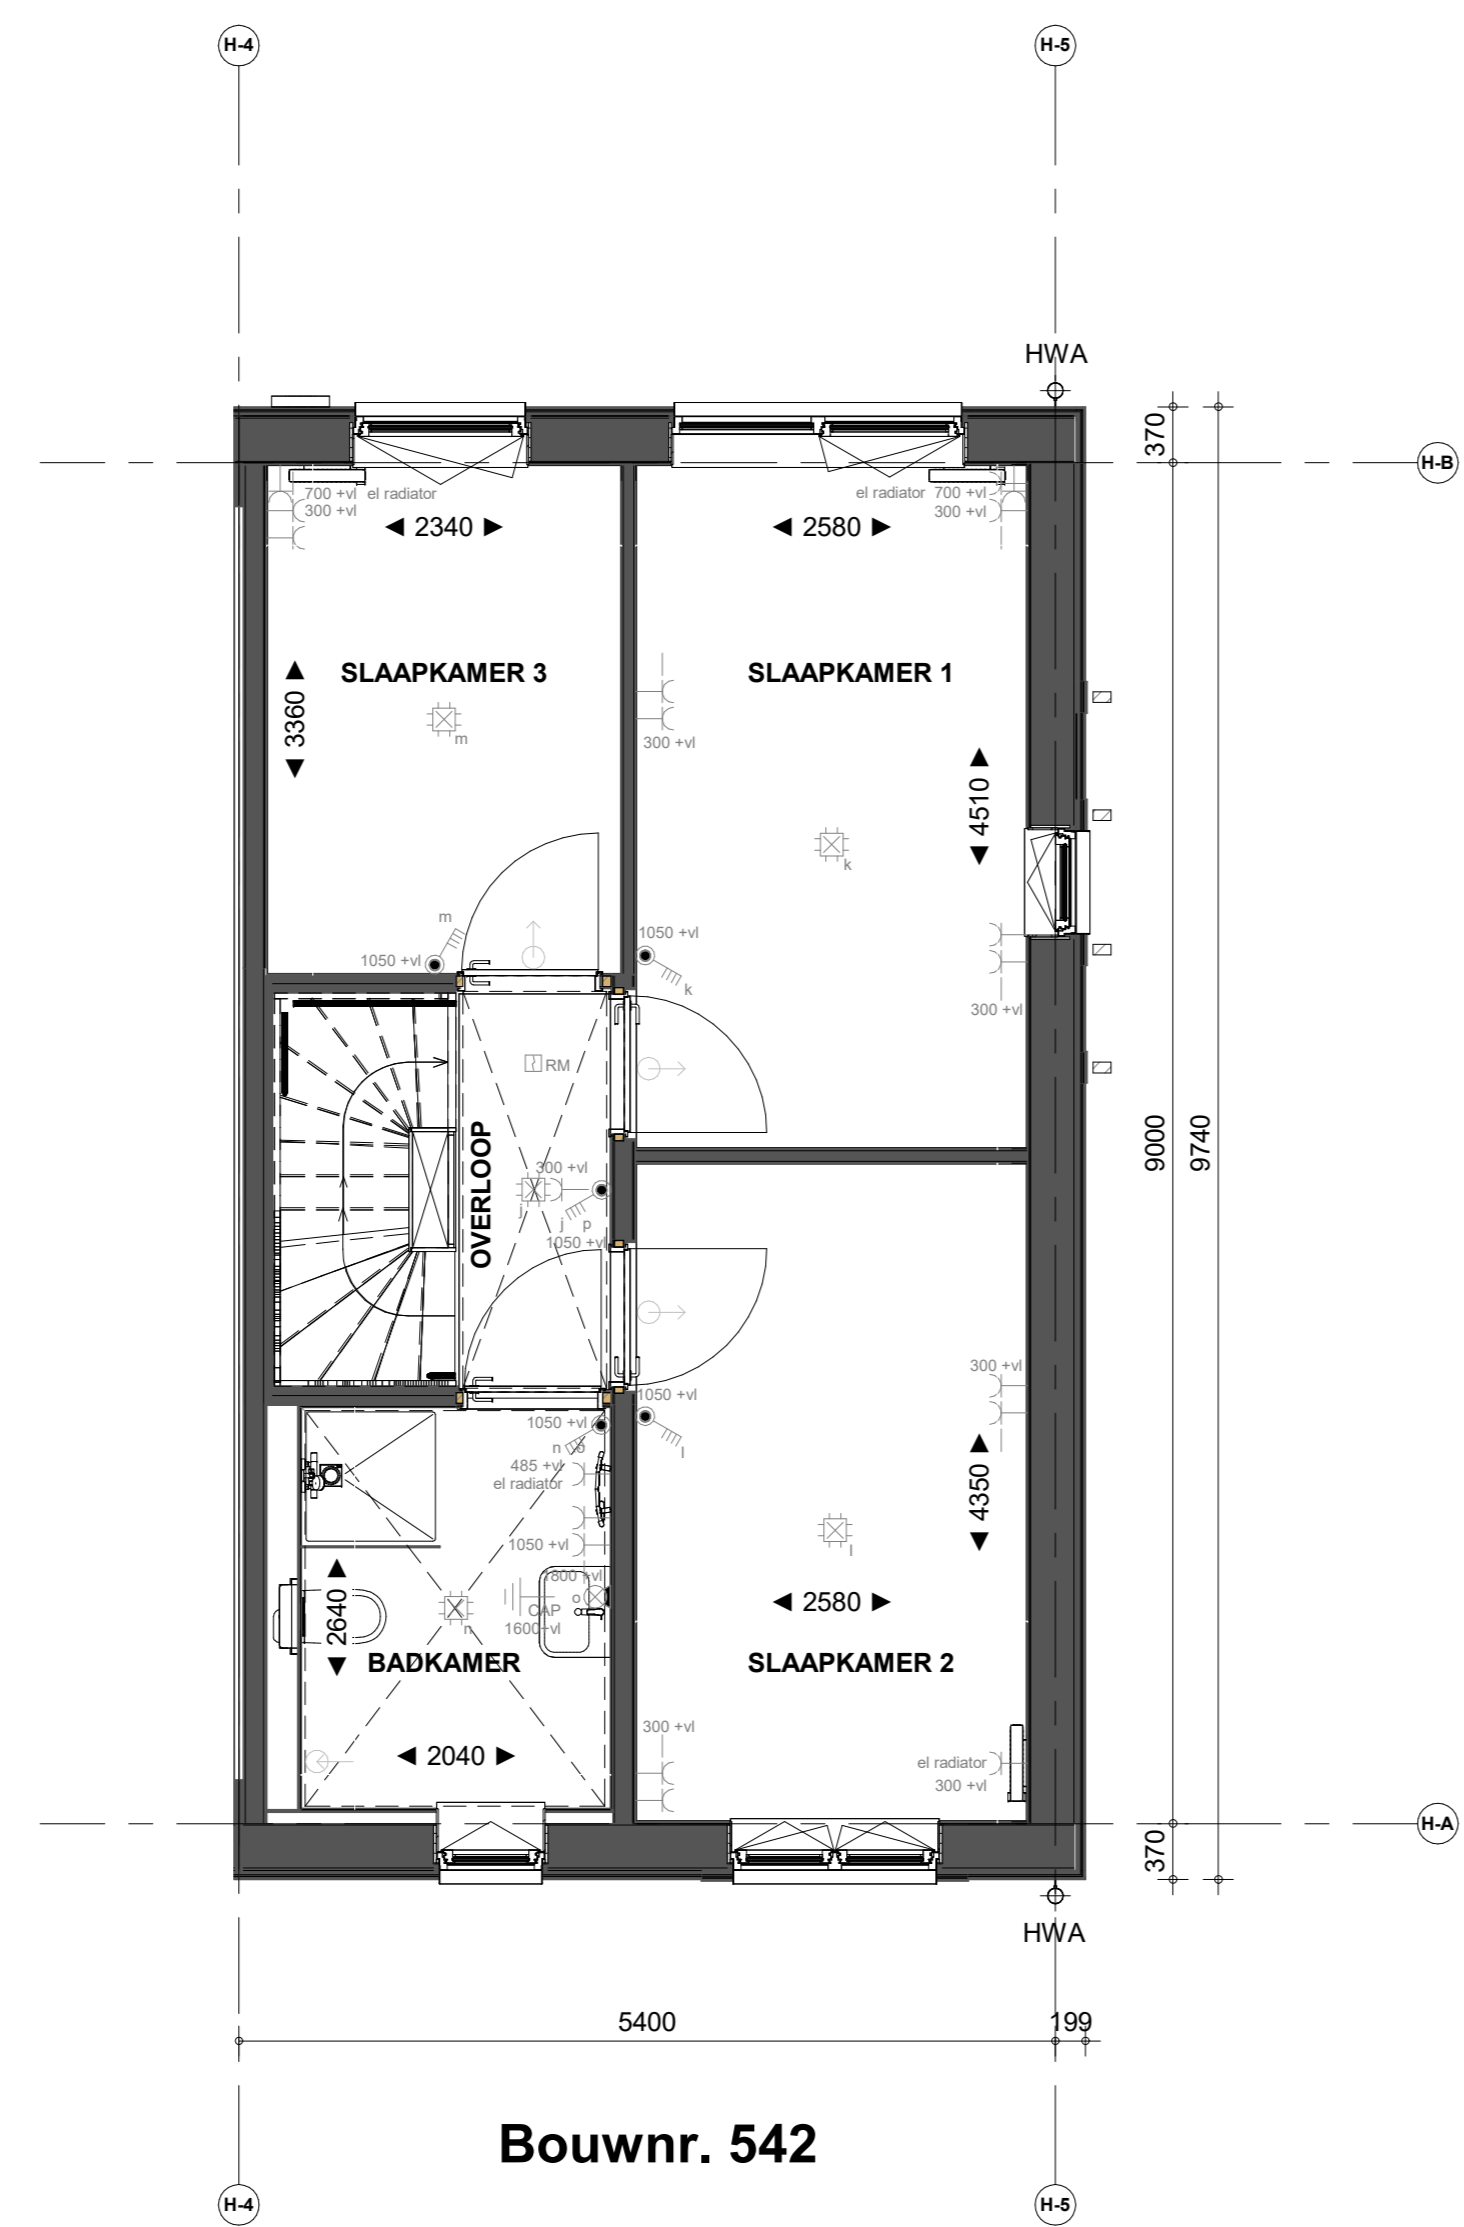 H-4
H-5
HWA
370
H-B
700 +vl el radiator
300 +vl
el radiator 700 +vl
300 +vl
◄ 2340 ►
◄ 2580 ►
SLAAPKAMER 3
SLAAPKAMER 1
◄ 3360 ►
m
300 +vl
◄ 4510 ►
k
m
1050 +vl
1050 +vl
k
300 +vl
RM
OVERLOOP
9000
9740
300 +vl
j
j p
1050 +vl
300 +vl
1050 +vl
l
1050 +vl
n o
485 +vl
el radiator
◄ 4350 ►
1050 +vl
l
1800 +vl
o
CAP
1600+vl
n
◄ 2640 ►
◄ 2580 ►
BADKAMER
SLAAPKAMER 2
300 +vl
◄ 2040 ►
el radiator
300 +vl
H-A
370
HWA
5400
199
Bouwnr. 542
H-4
H-5